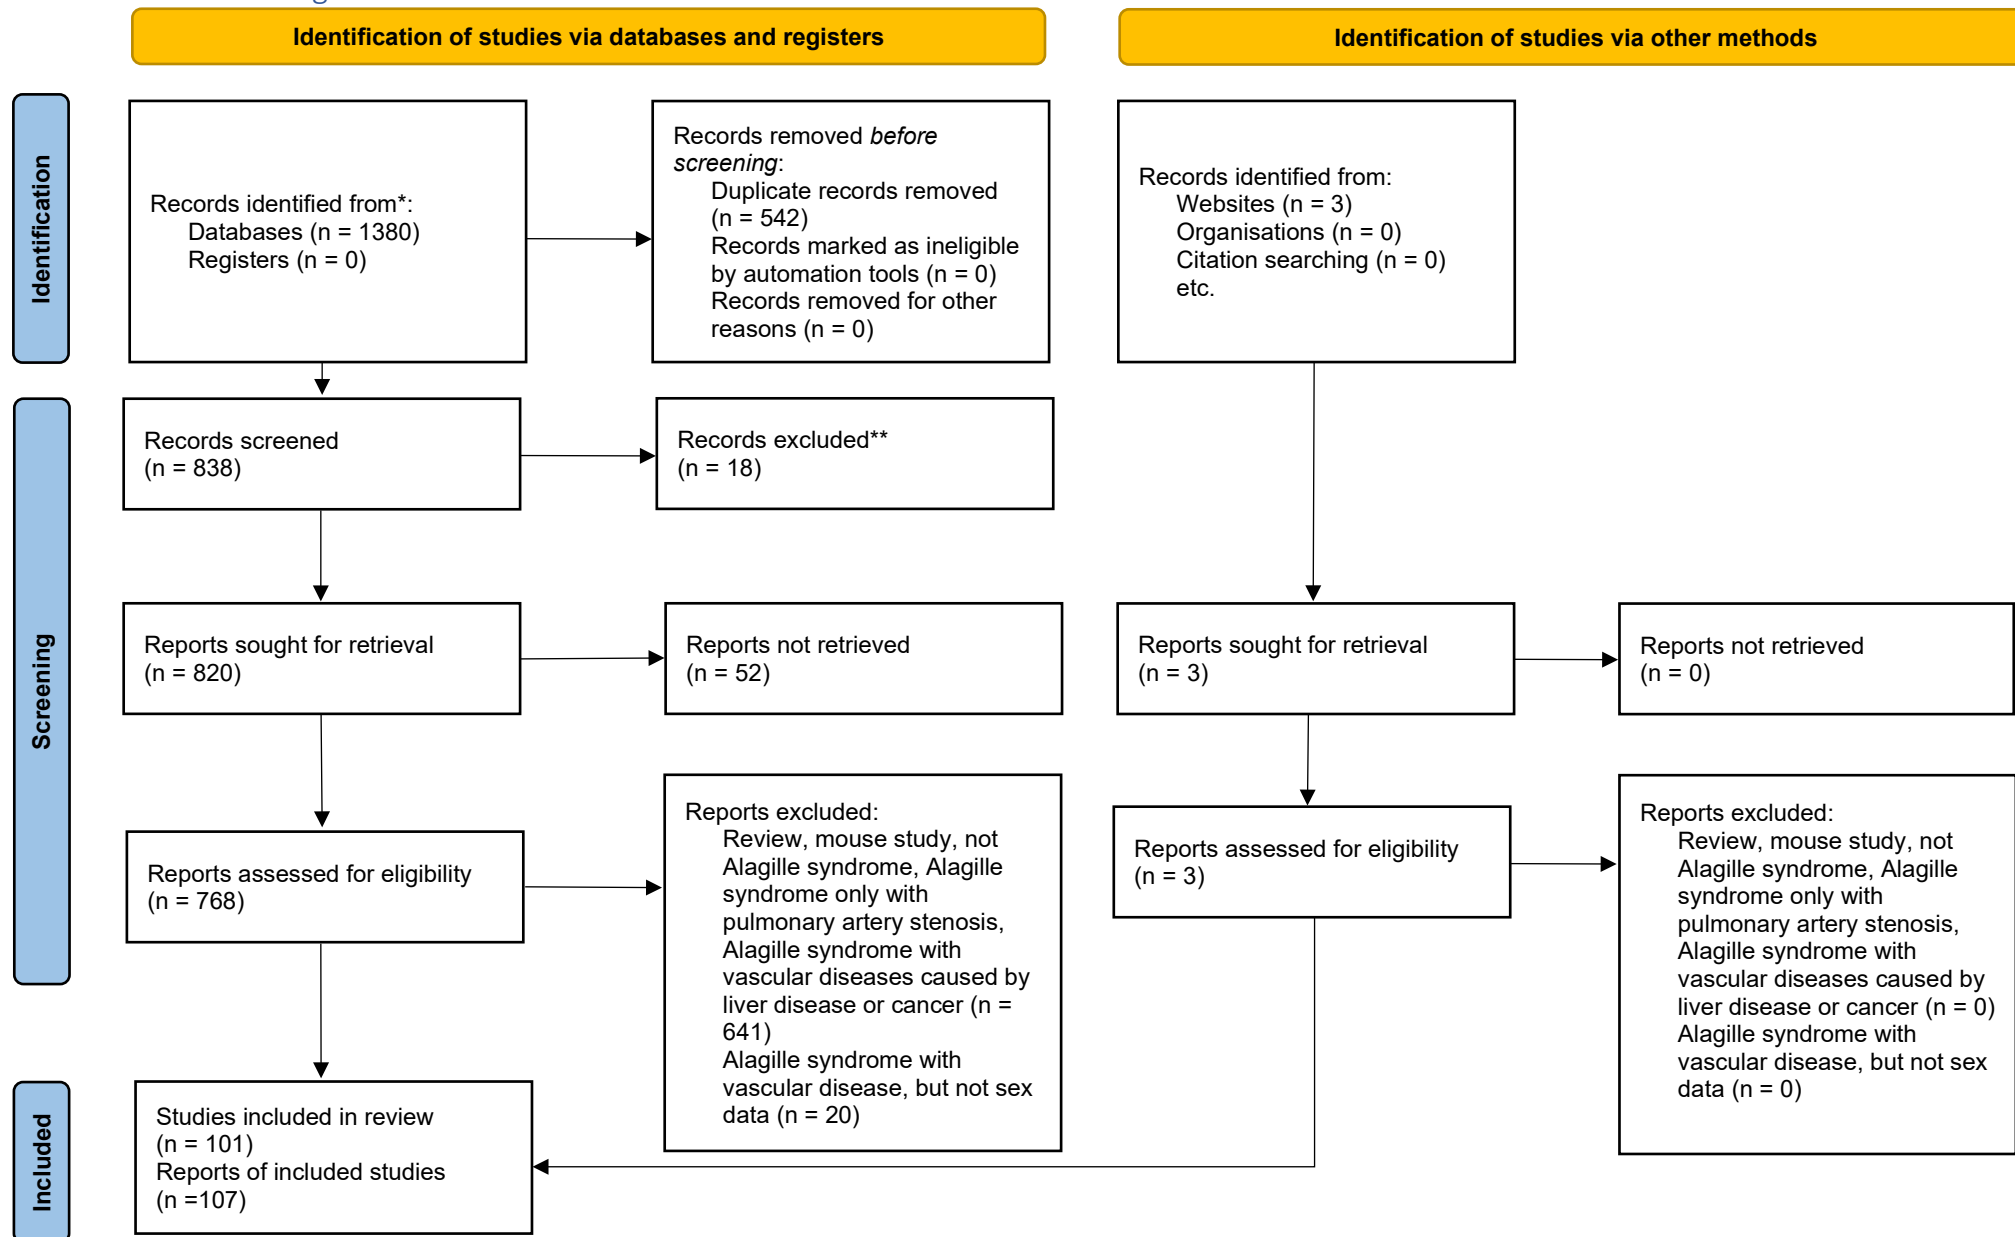 Identification of studies via databases and registers
Identification of studies via other methods
Identification
Records identified from*:
Databases (n = 1380)
Registers (n = 0)
Records removed before
screening:
Duplicate records removed
(n = 542)
Records marked as ineligible
by automation tools (n = 0)
Records removed for other
reasons (n = 0)
Records identified from:
Websites (n = 3)
Organisations (n = 0)
Citation searching (n = 0)
etc.
Screening
Records screened
(n = 838)
Records excluded**
(n = 18)
Reports sought for retrieval
(n = 820)
Reports not retrieved
(n = 52)
Reports sought for retrieval
(n = 3)
Reports not retrieved
(n = 0)
Reports assessed for eligibility
(n = 768)
Reports excluded:
Review, mouse study, not
Alagille syndrome, Alagille
syndrome only with
pulmonary artery stenosis,
Alagille syndrome with
vascular diseases caused by
liver disease or cancer (n =
641)
Alagille syndrome with
vascular disease, but not sex
data (n = 20)
Reports assessed for eligibility
(n = 3)
Reports excluded:
Review, mouse study, not
Alagille syndrome, Alagille
syndrome only with
pulmonary artery stenosis,
Alagille syndrome with
vascular diseases caused by
liver disease or cancer (n = 0)
Alagille syndrome with
vascular disease, but not sex
data (n = 0)
Included
Studies included in review
(n = 101)
Reports of included studies
(n =107)